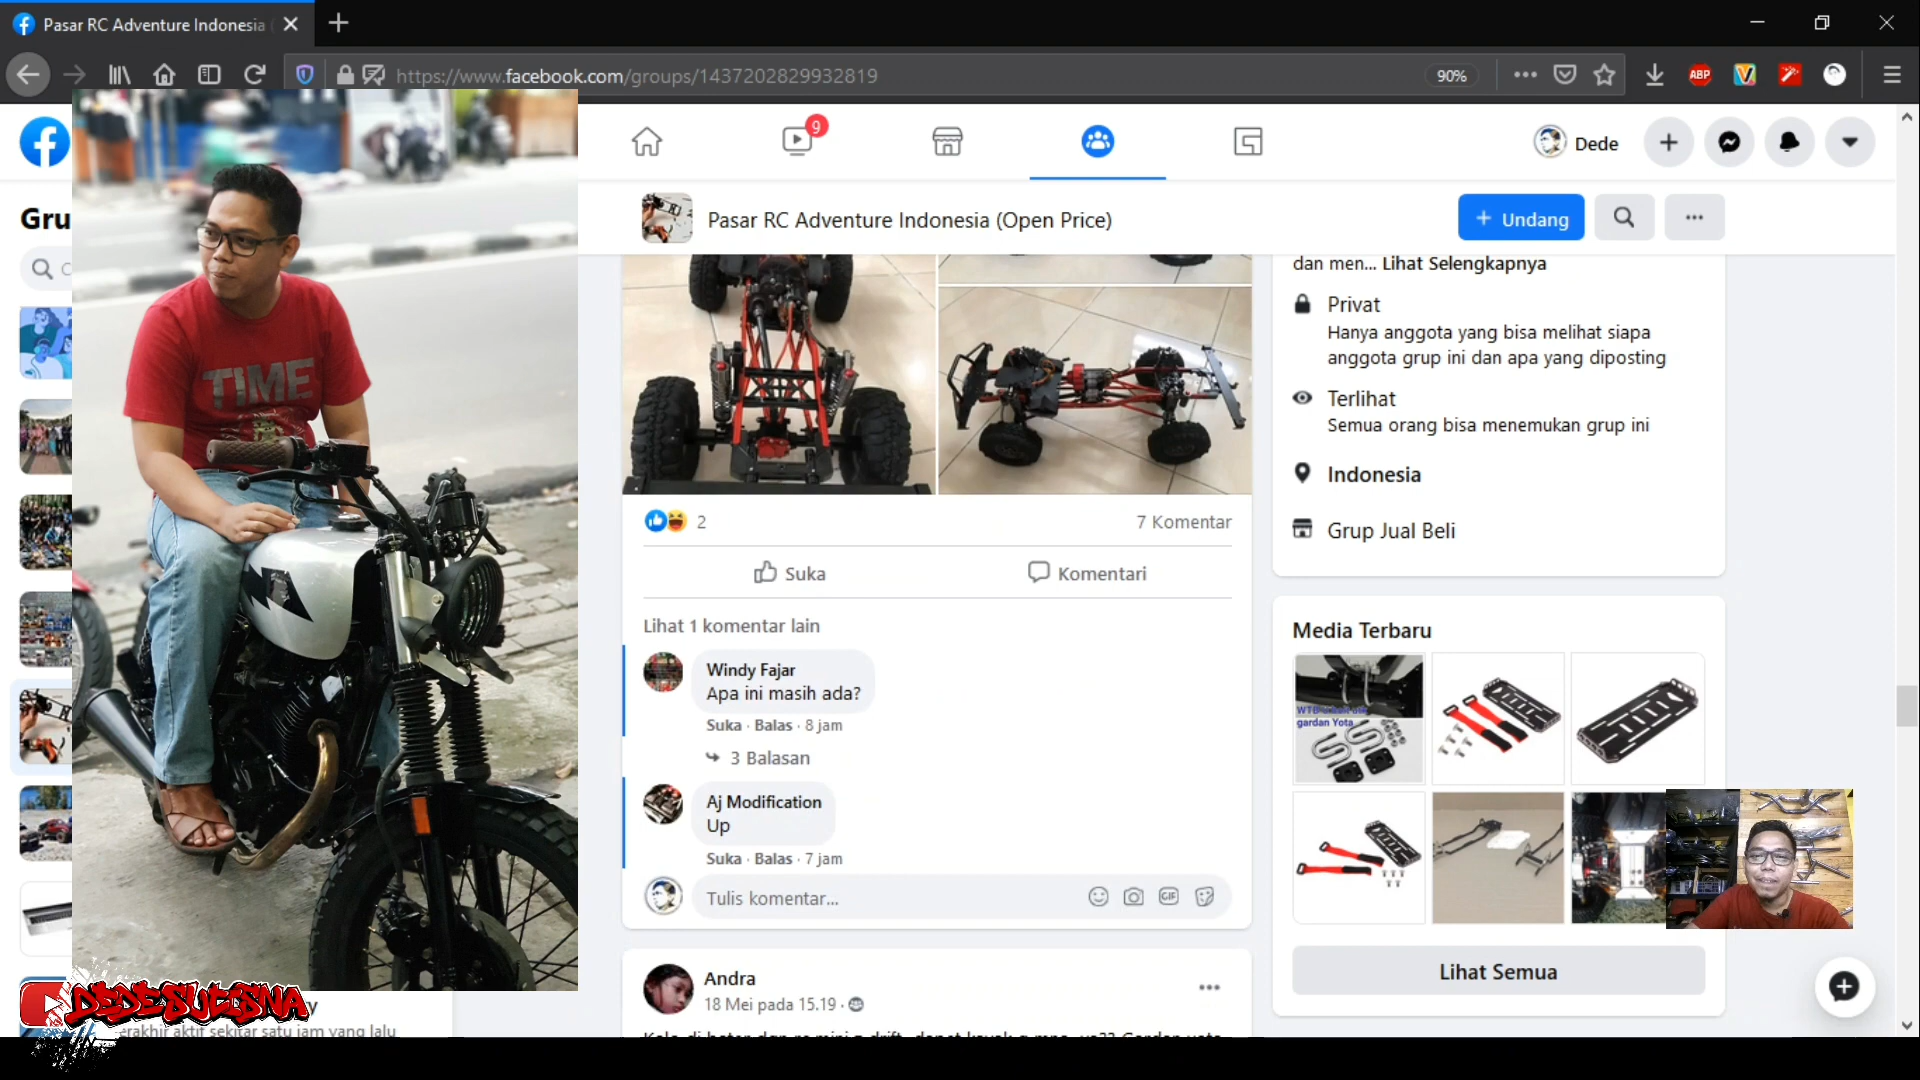 Pasar RC Adventure Indonesia (
https://www.facebook.com/groups/1437202829932819
90%
ABP
9
Dede
Gru
Pasar RC Adventure Indonesia (Open Price)
+ Undang
dan men... Lihat Selengkapnya
Privat
Hanya anggota yang bisa melihat siapa
anggota grup ini dan apa yang diposting
Terlihat
Semua orang bisa menemukan grup ini
Indonesia
Grup Jual Beli
TIME
2
7 Komentar
Suka
Komentari
Lihat 1 komentar lain
Windy Fajar
Apa ini masih ada?
Suka · Balas · 8 jam
3 Balasan
Aj Modification
Up
Suka · Balas · 7 jam
Tulis komentar...
GIF
Media Terbaru
gardan Yota
Lihat Semua
Andra
18 Mei pada 15.19 ·
DEDESUTISNA
erakhir aktif sekitar satu jam yang lalu